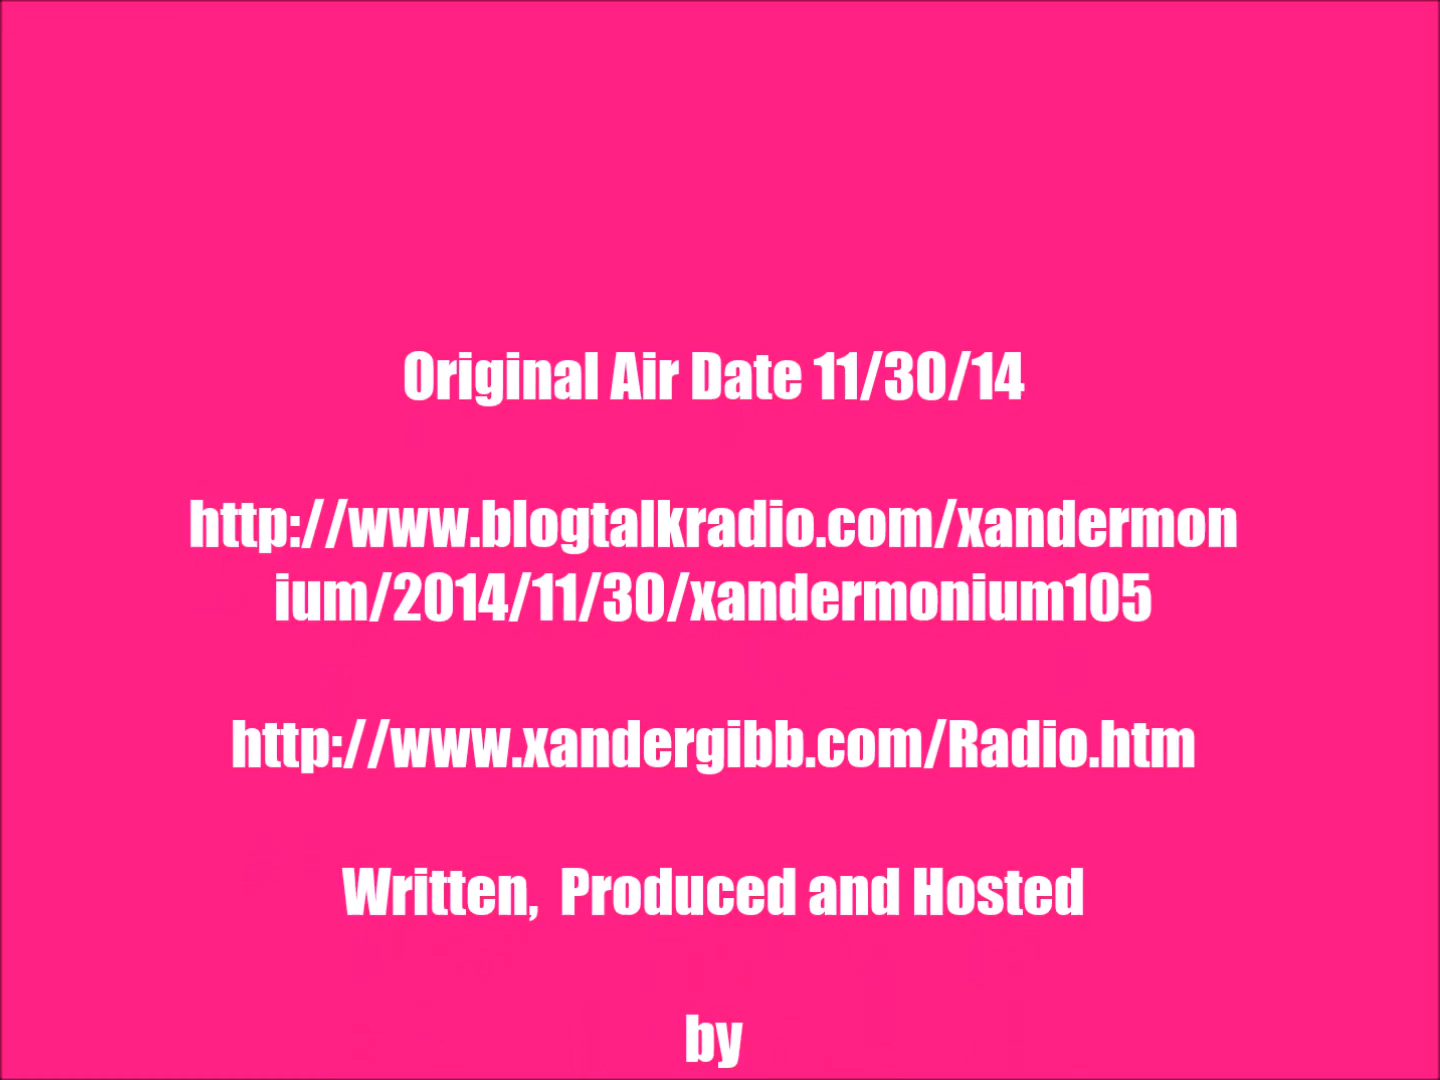 Original Air Date 11/30/14
http://www.blogtalkradio.com/xandermon
ium/2014/11/30/xandermonium105
http://www.xandergibb.com/Radio.htm
Written,  Produced and Hosted
by